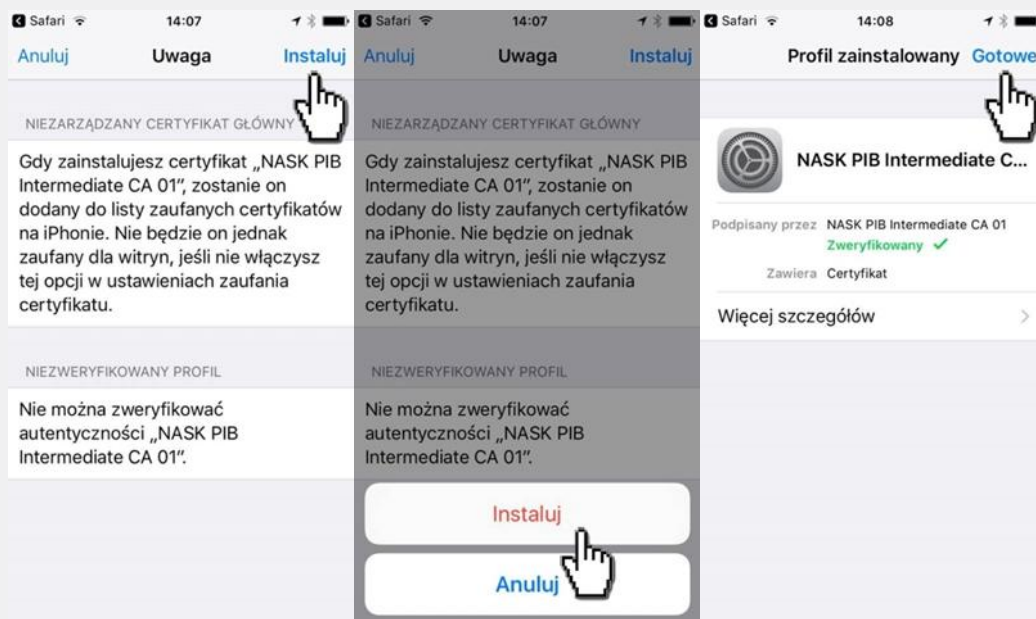 Safari 14:07
Anuluj Uwaga Instaluj
NIEZARZĄDZANY CERTYFIKAT GŁÓWNY
Gdy zainstalujesz certyfikat „NASK PIB
Intermediate CA 01”, zostanie on
dodany do listy zaufanych certyfikatów
na iPhonie. Nie będzie on jednak
zaufany dla witryn, jeśli nie włączysz
tej opcji w ustawieniach zaufania
certyfikatu.
NIEZWERYFIKOWANY PROFIL
Nie można zweryfikować
autentyczności „NASK PIB
Intermediate CA 01”.
Safari 14:07
Anuluj Uwaga Instaluj
NIEZARZĄDZANY CERTYFIKAT GŁÓWNY
Gdy zainstalujesz certyfikat „NASK PIB
Intermediate CA 01”, zostanie on
dodany do listy zaufanych certyfikatów
na iPhonie. Nie będzie on jednak
zaufany dla witryn, jeśli nie włączysz
tej opcji w ustawieniach zaufania
certyfikatu.
NIEZWERYFIKOWANY PROFIL
Nie można zweryfikować
autentyczności „NASK PIB
Intermediate CA 01”.
Instaluj
Anuluj
Safari 14:08
Profil zainstalowany Gotowe
NASK PIB Intermediate C...
Podpisany przez NASK PIB Intermediate CA 01
Zweryfikowany ✓
Zawiera Certyfikat
Więcej szczegółów